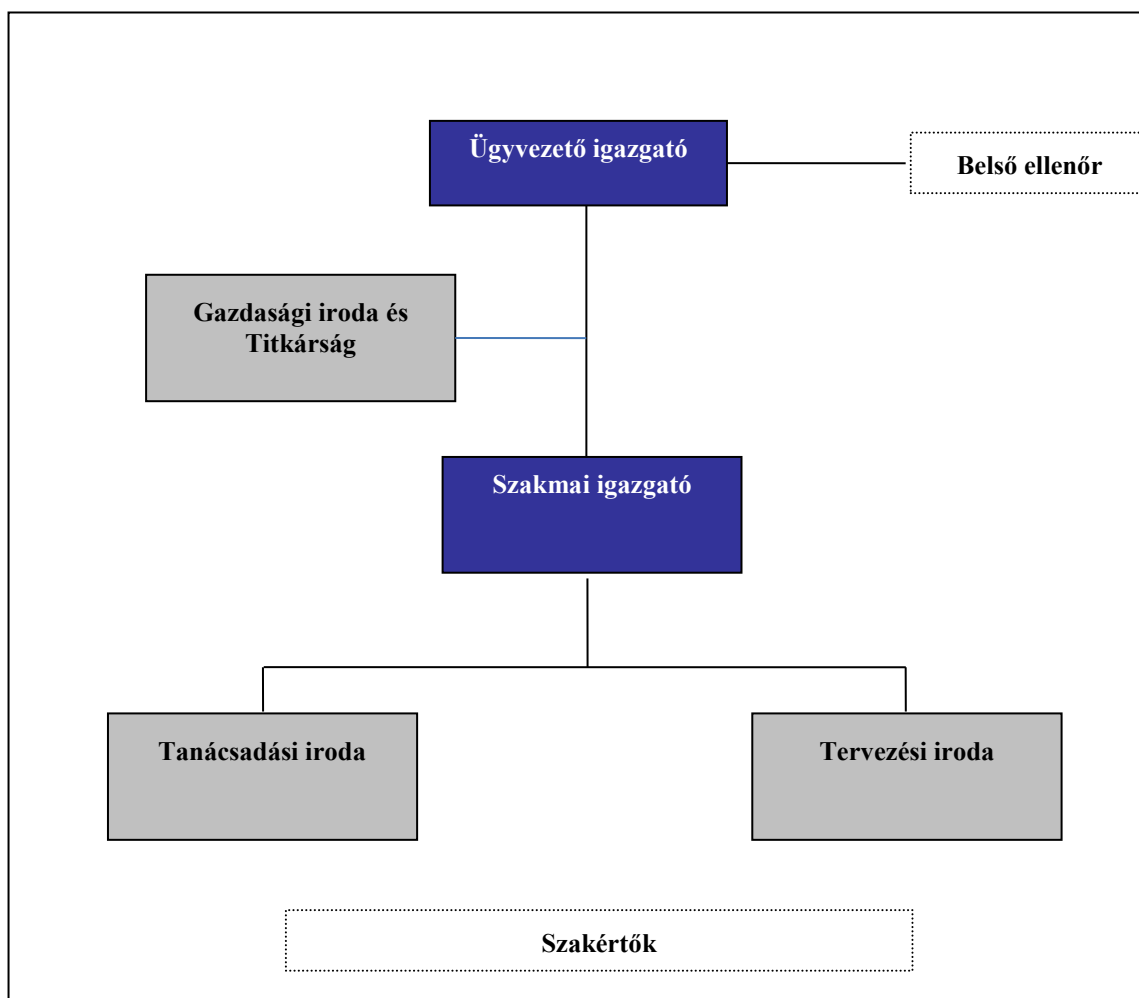 Ügyvezető igazgató
Belső ellenőr
Gazdasági iroda és
Titkárság
Szakmai igazgató
Tanácsadási iroda
Tervezési iroda
Szakértők